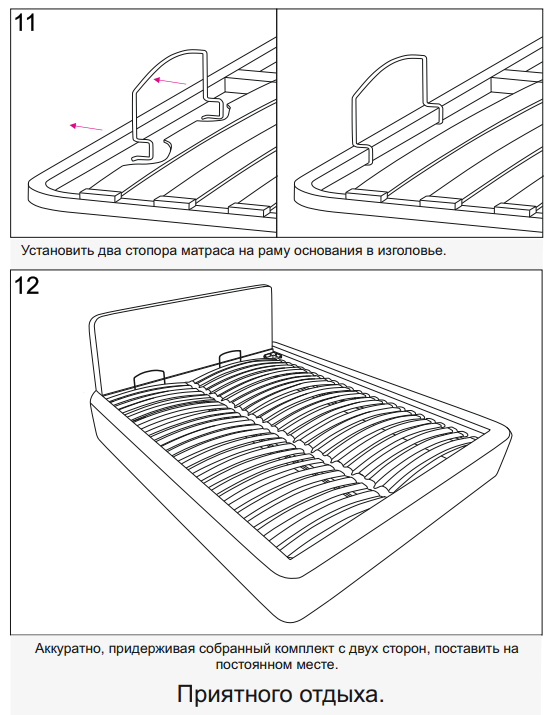 11
Установить два стопора матраса на раму основания в изголовье.
12
Аккуратно, придерживая собранный комплект с двух сторон, поставить на
постоянном месте.
Приятного отдыха.